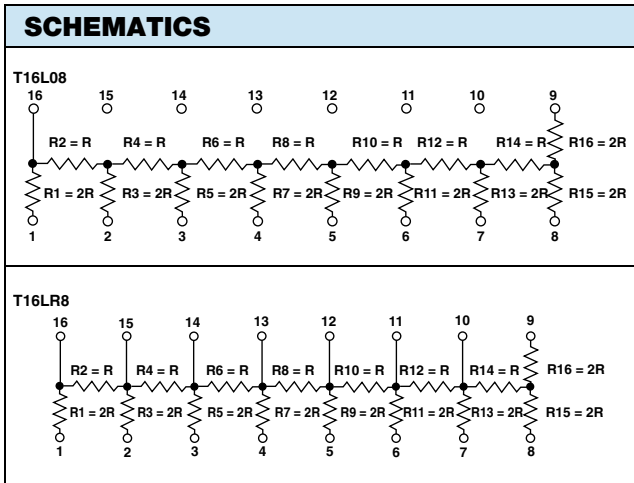 SCHEMATICS
T16L08
16 15 14 13 12 11 10 9
R2 = R R4 = R R6 = R R8 = R R10 = R R12 = R R14 = R R16 = 2R
R1 = 2R R3 = 2R R5 = 2R R7 = 2R R9 = 2R R11 = 2R R13 = 2R R15 = 2R
1 2 3 4 5 6 7 8
T16LR8
16 15 14 13 12 11 10 9
R2 = R R4 = R R6 = R R8 = R R10 = R R12 = R R14 = R R16 = 2R
R1 = 2R R3 = 2R R5 = 2R R7 = 2R R9 = 2R R11 = 2R R13 = 2R R15 = 2R
1 2 3 4 5 6 7 8